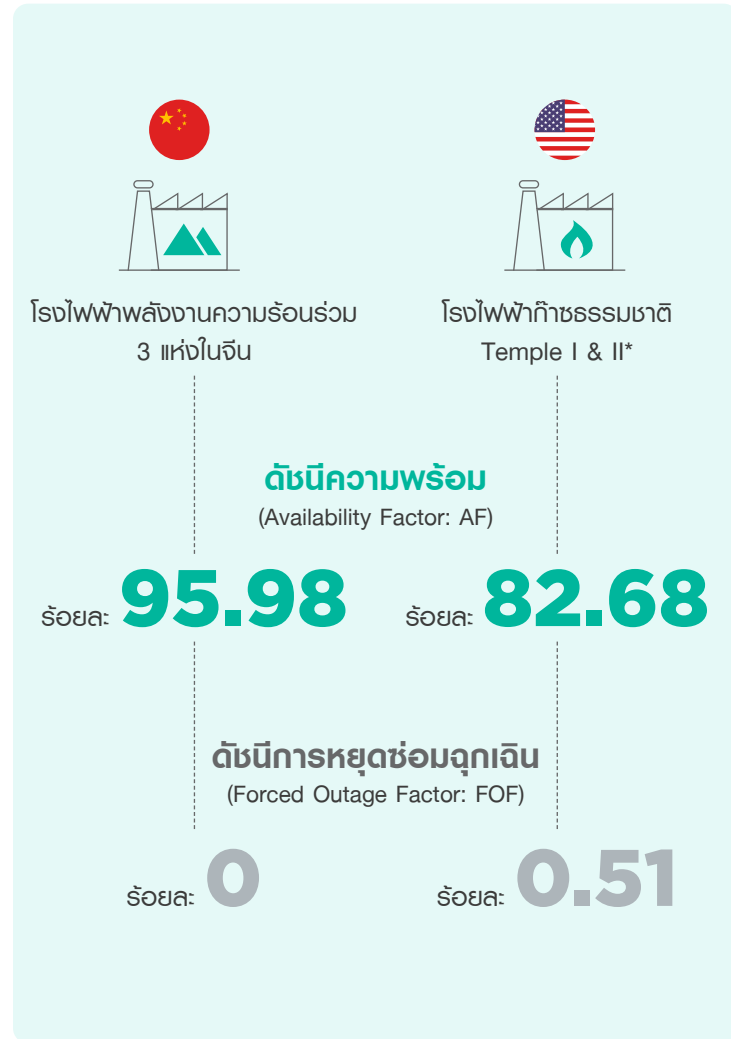 โรงไฟฟ้าพลังงานความร้อนร่วม
3 แห่งในจีน
โรงไฟฟ้าก๊าซธรรมชาติ
Temple I & II*
ดัชนีความพร้อม
(Availability Factor: AF)
ร้อยละ 95.98
ร้อยละ 82.68
ดัชนีการหยุดซ่อมฉุกเฉิน
(Forced Outage Factor: FOF)
ร้อยละ 0
ร้อยละ 0.51